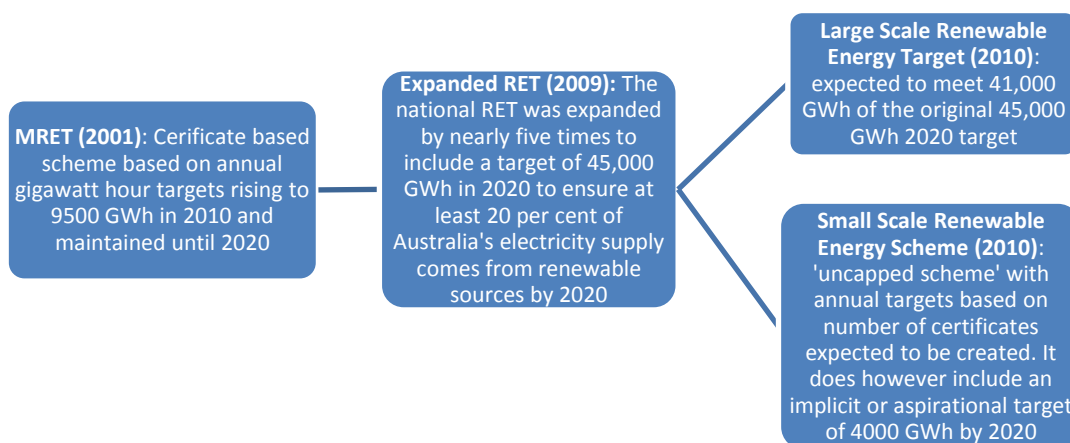 MRET (2001): Cerificate based
scheme based on annual
gigawatt hour targets rising to
9500 GWh in 2010 and
maintained until 2020
Expanded RET (2009): The
national RET was expanded
by nearly five times to
include a target of 45,000
GWh in 2020 to ensure at
least 20 per cent of
Australia's electricity supply
comes from renewable
sources by 2020
Large Scale Renewable
Energy Target (2010):
expected to meet 41,000
GWh of the original 45,000
GWh 2020 target
Small Scale Renewable
Energy Scheme (2010):
'uncapped scheme' with
annual targets based on
number of certificates
expected to be created. It
does however include an
implicit or aspirational target
of 4000 GWh by 2020